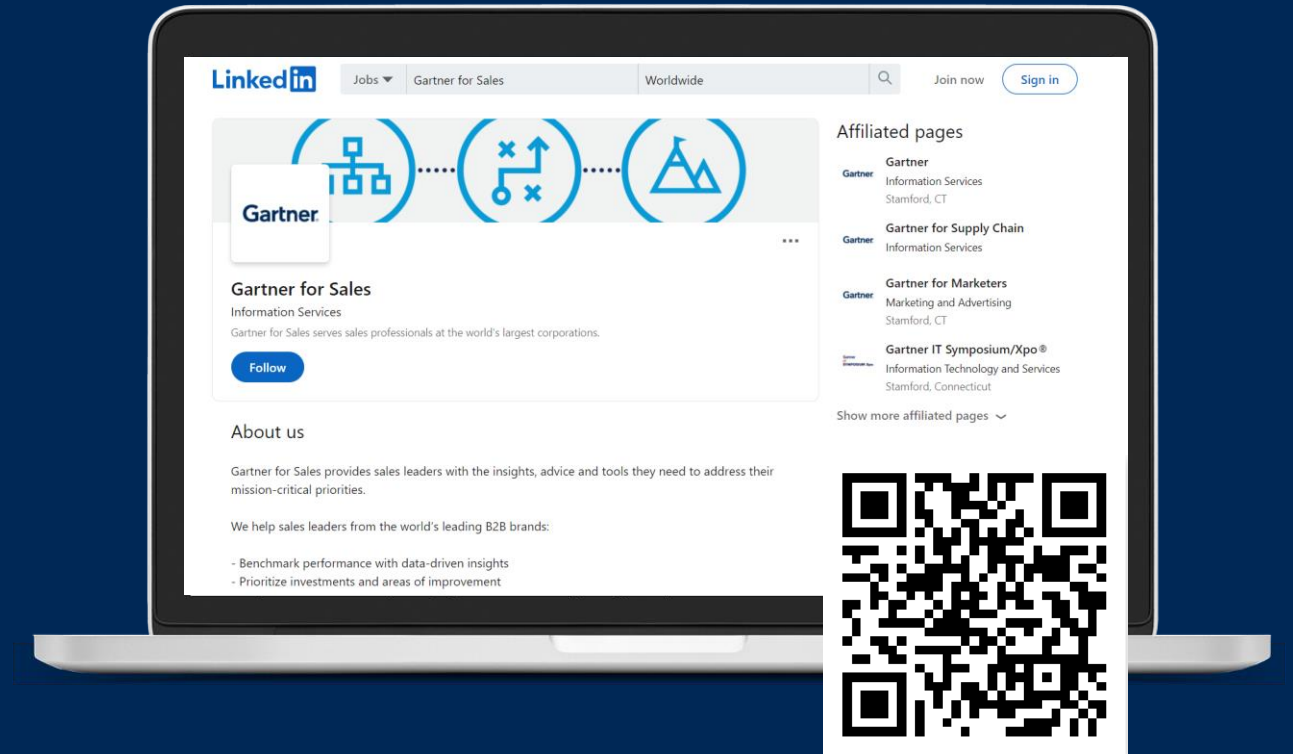 Linkedin
Jobs Gartner for Sales Worldwide Join now Sign in
Gartner
Gartner for Sales
Information Services
Gartner for Sales serves sales professionals at the world's largest corporations.
Follow
About us
Gartner for Sales provides sales leaders with the insights, advice and tools they need to address their
mission-critical priorities.
We help sales leaders from the world's leading B2B brands:
- Benchmark performance with data-driven insights
- Prioritize investments and areas of improvement
Affiliated pages
Gartner
Gartner
Information Services
Stamford, CT
Gartner
Gartner for Supply Chain
Information Services
Gartner
Gartner for Marketers
Marketing and Advertising
Stamford, CT
Gartner IT Symposium/Xpo®
Information Technology and Services
Stamford, Connecticut
Show more affiliated pages